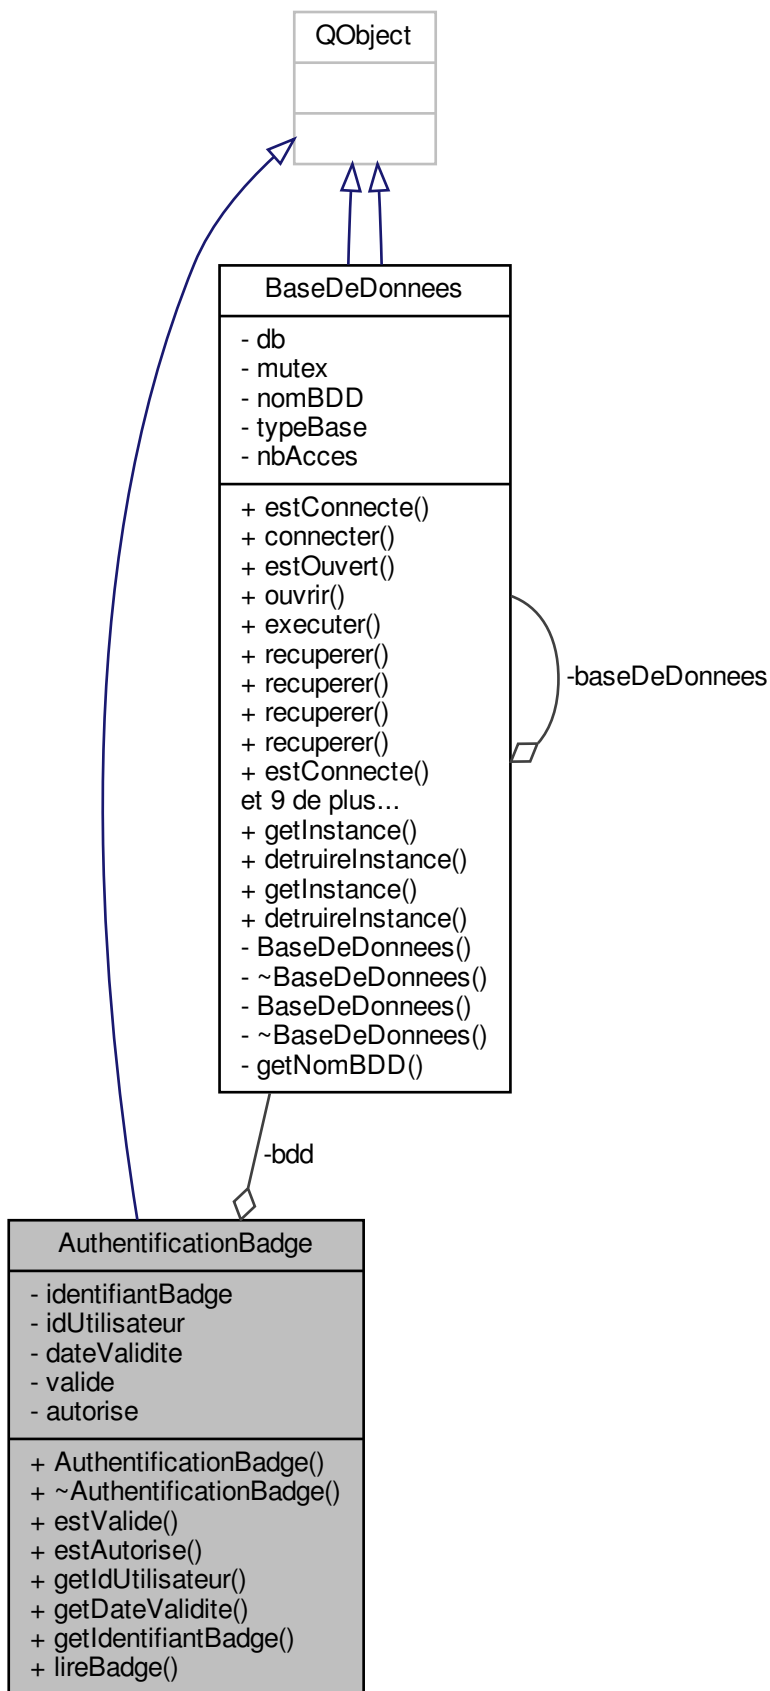 QObject
BaseDeDonnees
- db
- mutex
- nomBDD
- typeBase
- nbAcces
+ estConnecte()
+ connecter()
+ estOuvert()
+ ouvrir()
+ executer()
+ recuperer()
+ recuperer()
+ recuperer()
+ recuperer()
+ estConnecte()
et 9 de plus...
+ getInstance()
+ detruireInstance()
+ getInstance()
+ detruireInstance()
- BaseDeDonnees()
- ~BaseDeDonnees()
- BaseDeDonnees()
- ~BaseDeDonnees()
- getNomBDD()
-baseDeDonnees
-bdd
AuthentificationBadge
- identifiantBadge
- idUtilisateur
- dateValidite
- valide
- autorise
+ AuthentificationBadge()
+ ~AuthentificationBadge()
+ estValide()
+ estAutorise()
+ getIdUtilisateur()
+ getDateValidite()
+ getIdentifiantBadge()
+ lireBadge()